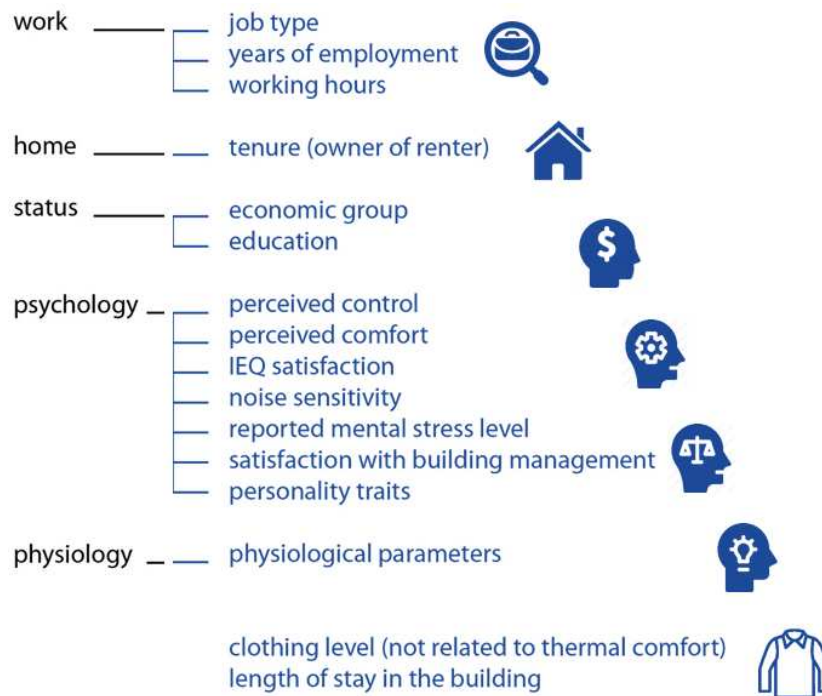 work
job type
years of employment
working hours
home
tenure (owner of renter)
status
economic group
education
$
psychology
perceived control
perceived comfort
IEQ satisfaction
noise sensitivity
reported mental stress level
satisfaction with building management
personality traits
physiology
physiological parameters
clothing level (not related to thermal comfort)
length of stay in the building